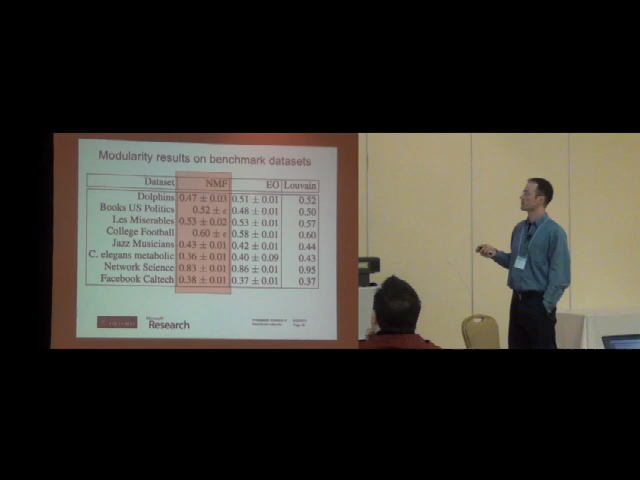 Modularity results on benchmark datasets
Dataset NMF EO Louvain
Dolphins 0.47 ± 0.03 0.51 ± 0.01 0.52
Books US Politics 0.52 ± ϵ 0.48 ± 0.01 0.50
Les Miserables 0.53 ± 0.02 0.53 ± 0.01 0.57
College Football 0.60 ± ϵ 0.58 ± 0.01 0.60
Jazz Musicians 0.43 ± 0.01 0.42 ± 0.01 0.44
C. elegans metabolic 0.36 ± 0.01 0.40 ± 0.09 0.43
Network Science 0.83 ± 0.01 0.86 ± 0.01 0.95
Facebook Caltech 0.38 ± 0.01 0.37 ± 0.01 0.37
Microsoft
Research